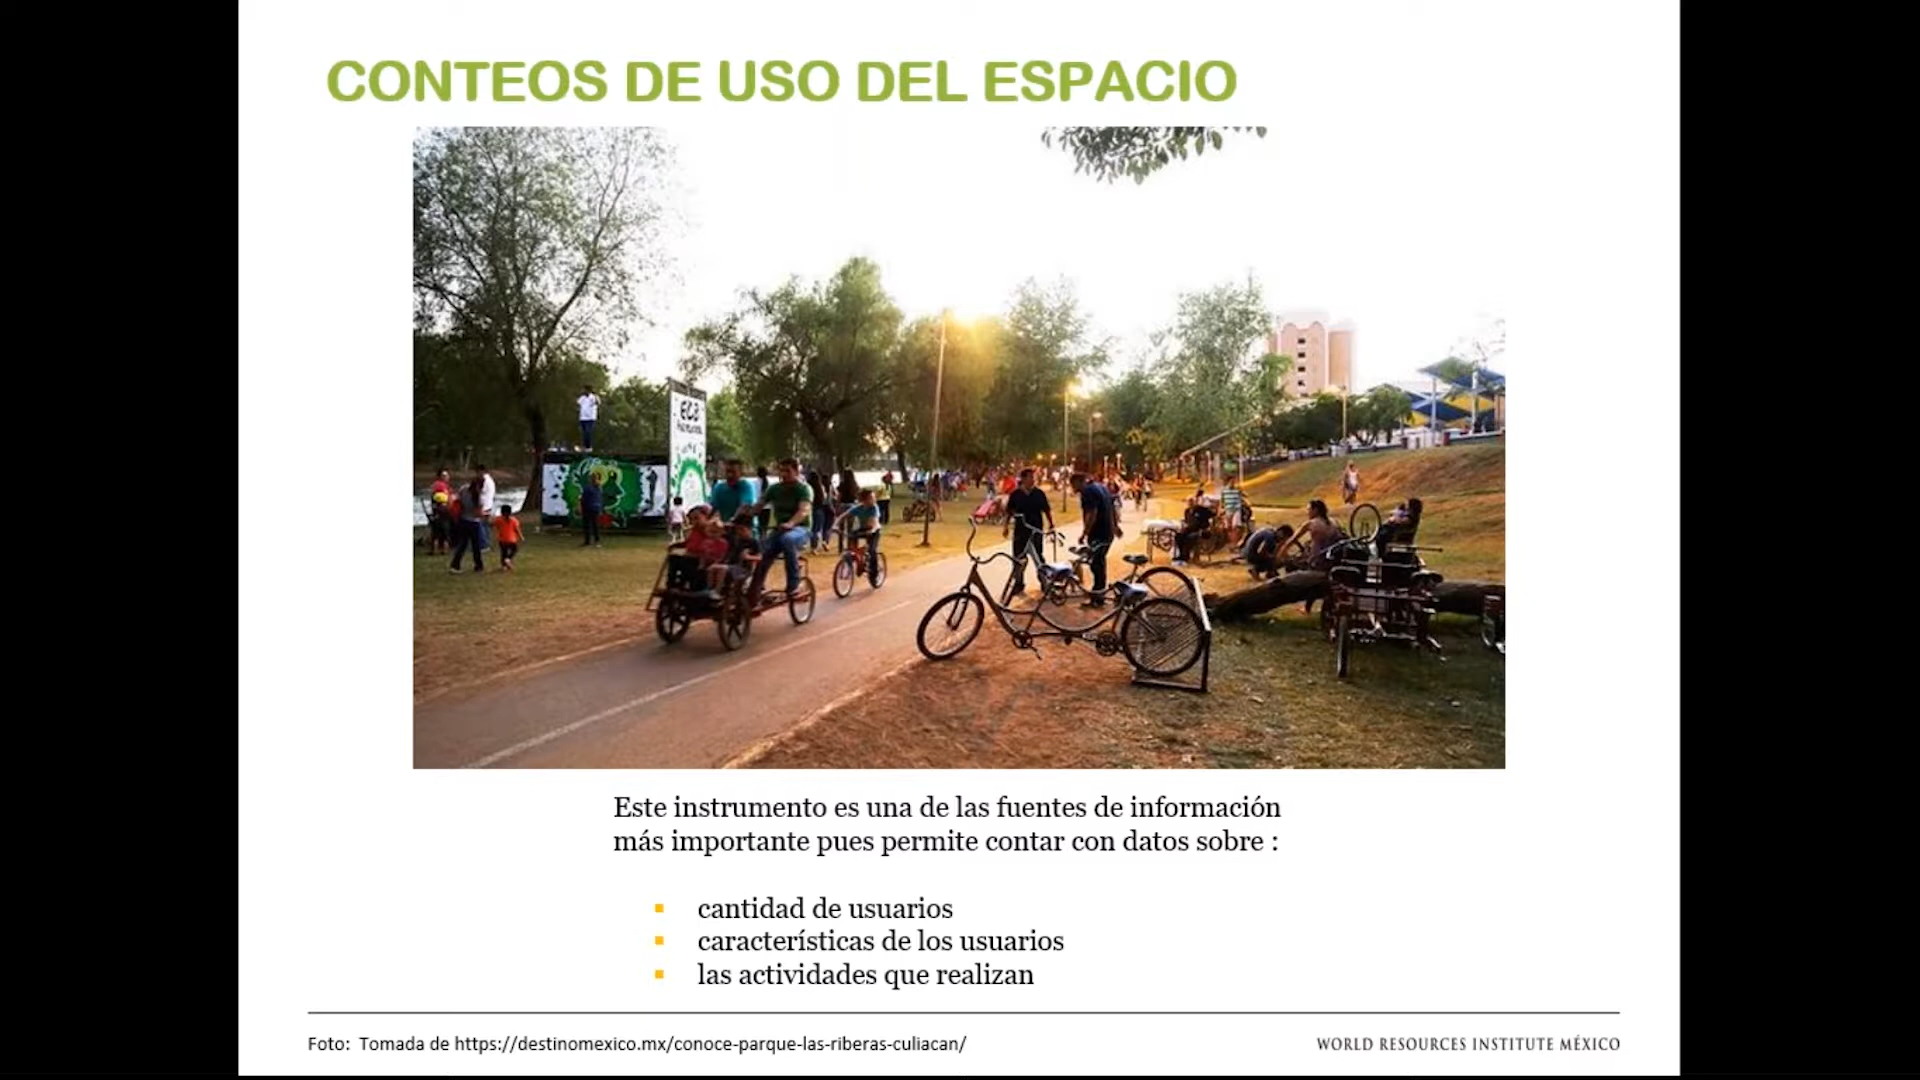 CONTEOS DE USO DEL ESPACIO
Este instrumento es una de las fuentes de información
más importante pues permite contar con datos sobre :
cantidad de usuarios
características de los usuarios
las actividades que realizan
Foto: Tomada de https://destinomexico.mx/conoce-parque-las-riberas-culiacan/
WORLD RESOURCES INSTITUTE MÉXICO